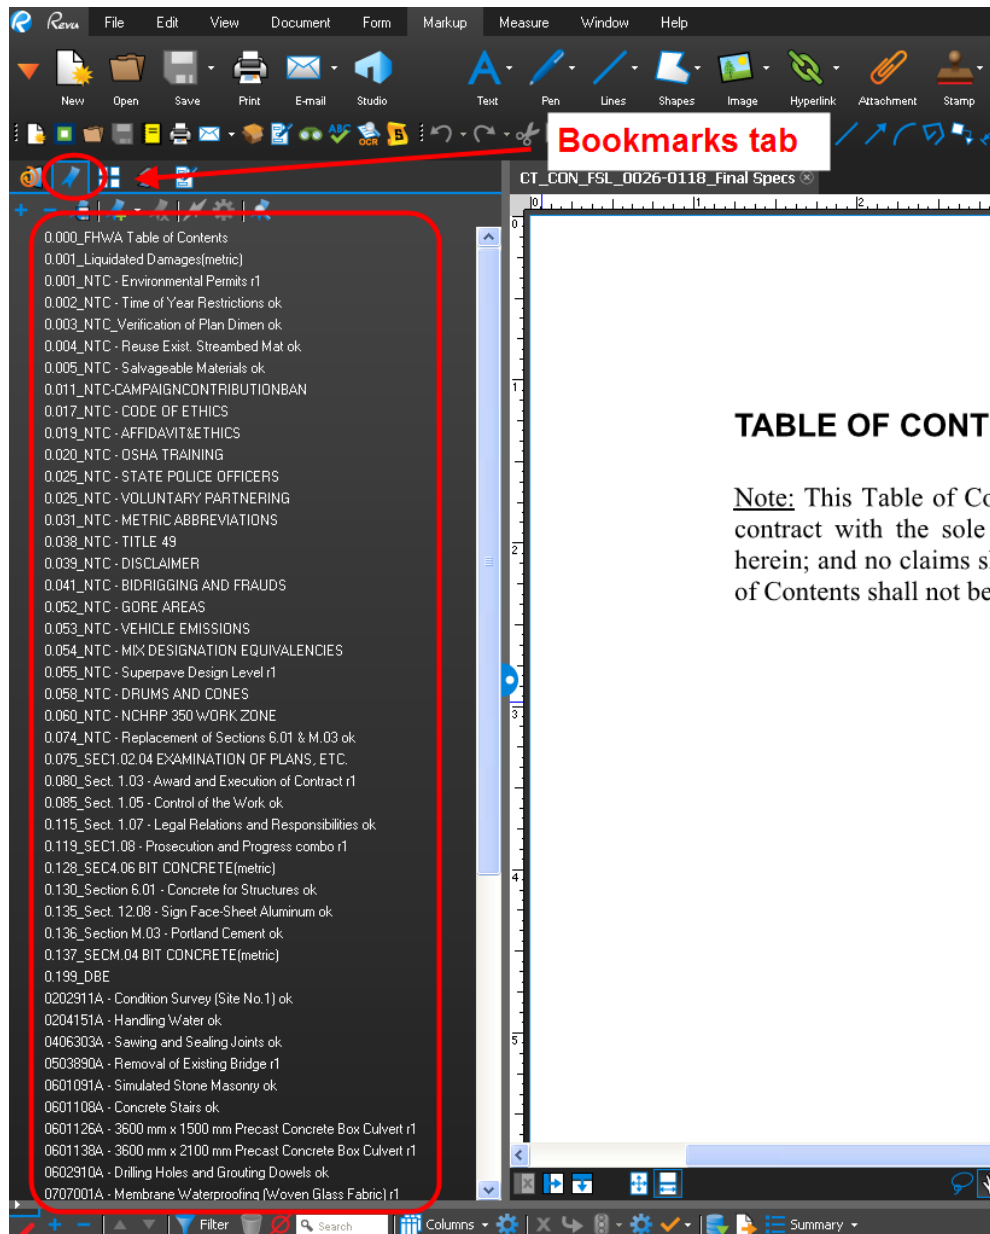 Revu File Edit View Document Form Markup Measure Window Help
New Open Save Print E-mail Studio Text Pen Lines Shapes Image Hyperlink Attachment Stamp
OCR
Bookmarks tab
CT_CON_FSL_0026-0118_Final Specs
0 1 2
0.000_FHWA Table of Contents
0.001_Liquidated Damages(metric)
0.001_NTC - Environmental Permits r1
0.002_NTC - Time of Year Restrictions ok
0.003_NTC_Verification of Plan Dimen ok
0.004_NTC - Reuse Exist. Streambed Mat ok
0.005_NTC - Salvageable Materials ok
0.011_NTC-CAMPAIGNCONTRIBUTIONBAN
0.017_NTC - CODE OF ETHICS
0.019_NTC - AFFIDAVIT&ETHICS
0.020_NTC - OSHA TRAINING
0.025_NTC - STATE POLICE OFFICERS
0.025_NTC - VOLUNTARY PARTNERING
0.031_NTC - METRIC ABBREVIATIONS
0.038_NTC - TITLE 49
0.039_NTC - DISCLAIMER
0.041_NTC - BIDRIGGING AND FRAUDS
0.052_NTC - GORE AREAS
0.053_NTC - VEHICLE EMISSIONS
0.054_NTC - MIX DESIGNATION EQUIVALENCIES
0.055_NTC - Superpave Design Level r1
0.058_NTC - DRUMS AND CONES
0.060_NTC - NCHRP 350 WORK ZONE
0.074_NTC - Replacement of Sections 6.01 & M.03 ok
0.075_SEC1.02.04 EXAMINATION OF PLANS, ETC.
0.080_Sect. 1.03 - Award and Execution of Contract r1
0.085_Sect. 1.05 - Control of the Work ok
0.115_Sect. 1.07 - Legal Relations and Responsibilities ok
0.119_SEC1.08 - Prosecution and Progress combo r1
0.128_SEC4.06 BIT CONCRETE(metric)
0.130_Section 6.01 - Concrete for Structures ok
0.135_Sect. 12.08 - Sign Face-Sheet Aluminum ok
0.136_Section M.03 - Portland Cement ok
0.137_SECM.04 BIT CONCRETE(metric)
0.199_DBE
0202911A - Condition Survey (Site No.1) ok
0204151A - Handling Water ok
0406303A - Sawing and Sealing Joints ok
0503890A - Removal of Existing Bridge r1
0601091A - Simulated Stone Masonry ok
0601108A - Concrete Stairs ok
0601126A - 3600 mm x 1500 mm Precast Concrete Box Culvert r1
0601138A - 3600 mm x 2100 mm Precast Concrete Box Culvert r1
0602910A - Drilling Holes and Grouting Dowels ok
0707001A - Membrane Waterproofing (Woven Glass Fabric) r1
0
1
2
3
4
5
TABLE OF CONT
Note: This Table of Co
contract with the sole
herein; and no claims sl
of Contents shall not be
Filter Search Columns Summary